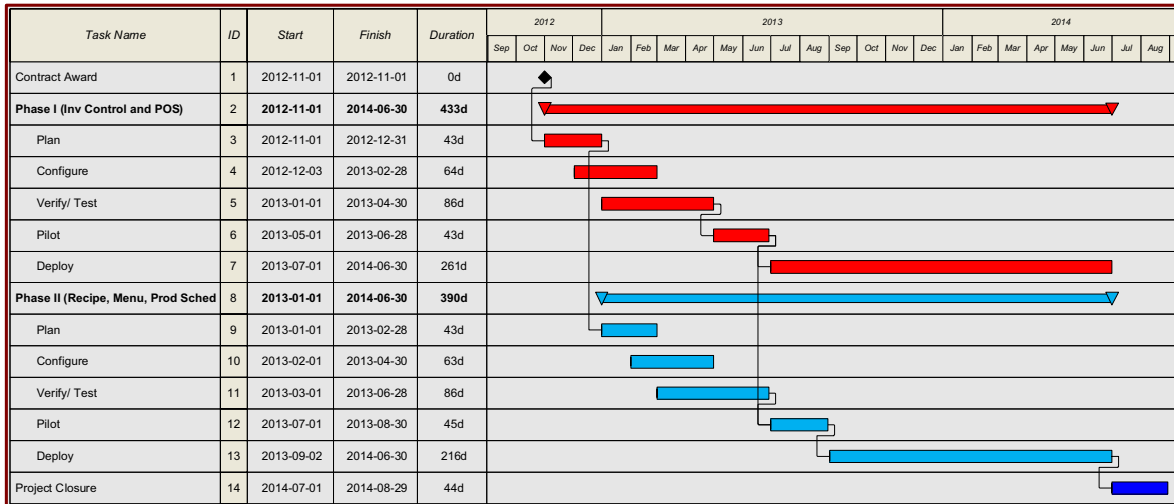 2012 2013 2014
Task Name ID Start Finish Duration
Sep Oct Nov Dec Jan Feb Mar Apr May Jun Jul Aug Sep Oct Nov Dec Jan Feb Mar Apr May Jun Jul Aug
Contract Award 1 2012-11-01 2012-11-01 0d
Phase I (Inv Control and POS) 2 2012-11-01 2014-06-30 433d
Plan 3 2012-11-01 2012-12-31 43d
Configure 4 2012-12-03 2013-02-28 64d
Verify/ Test 5 2013-01-01 2013-04-30 86d
Pilot 6 2013-05-01 2013-06-28 43d
Deploy 7 2013-07-01 2014-06-30 261d
Phase II (Recipe, Menu, Prod Sched 8 2013-01-01 2014-06-30 390d
Plan 9 2013-01-01 2013-02-28 43d
Configure 10 2013-02-01 2013-04-30 63d
Verify/ Test 11 2013-03-01 2013-06-28 86d
Pilot 12 2013-07-01 2013-08-30 45d
Deploy 13 2013-09-02 2014-06-30 216d
Project Closure 14 2014-07-01 2014-08-29 44d